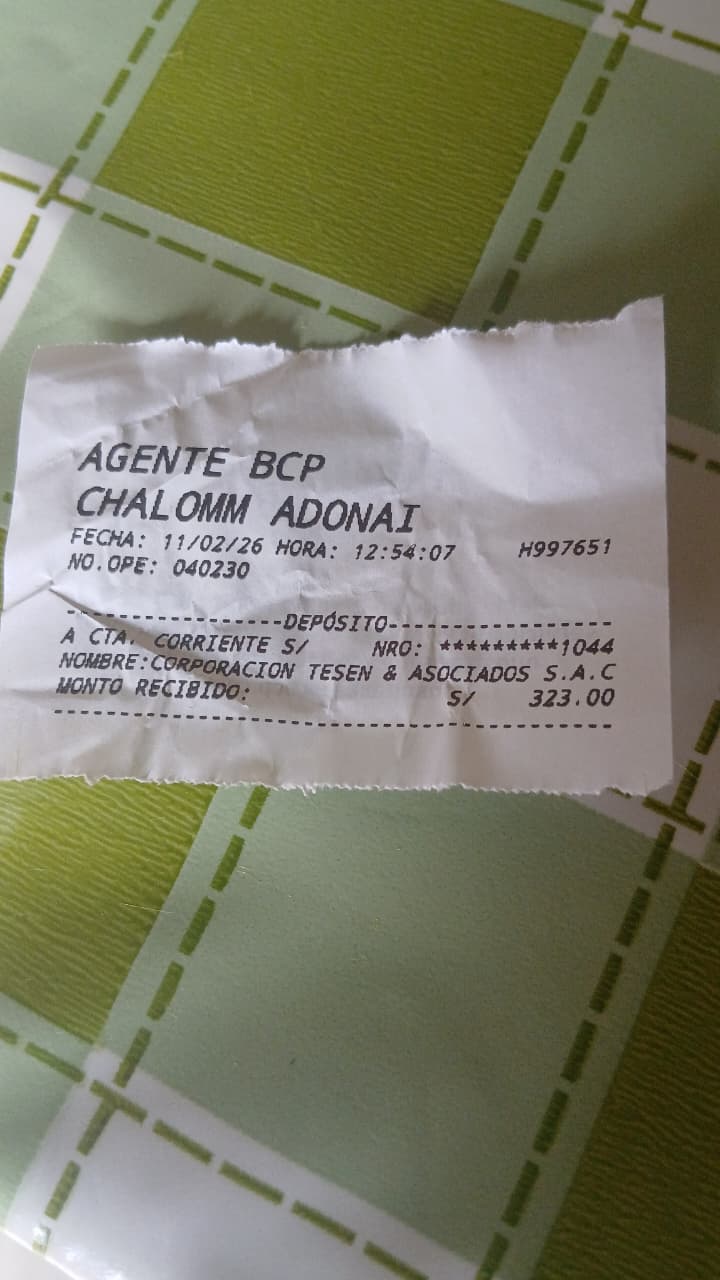 AGENTE BCP
CHALOMM ADONAI
FECHA: 11/02/26 HORA: 12:54:07 H997651
NO.OPE: 040230
------------------DEPÓSITO-------------------
A CTA. CORRIENTE S/ NRO: *********1044
NOMBRE:CORPORACION TESEN & ASOCIADOS S.A.C
MONTO RECIBIDO: S/ 323.00